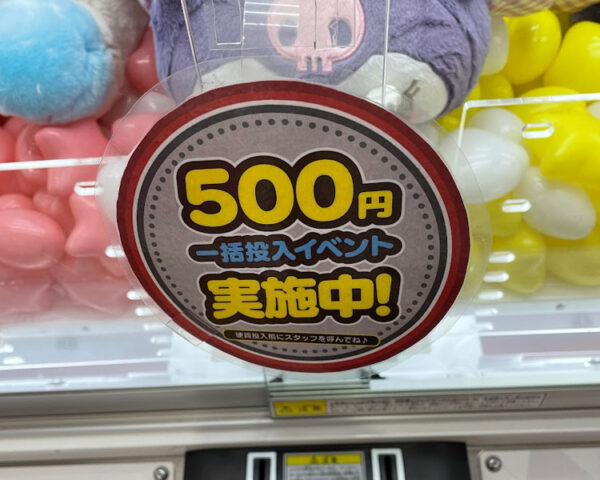 500円
一括投入イベント
実施中!
硬貨投入前にスタッフを呼んでね♪